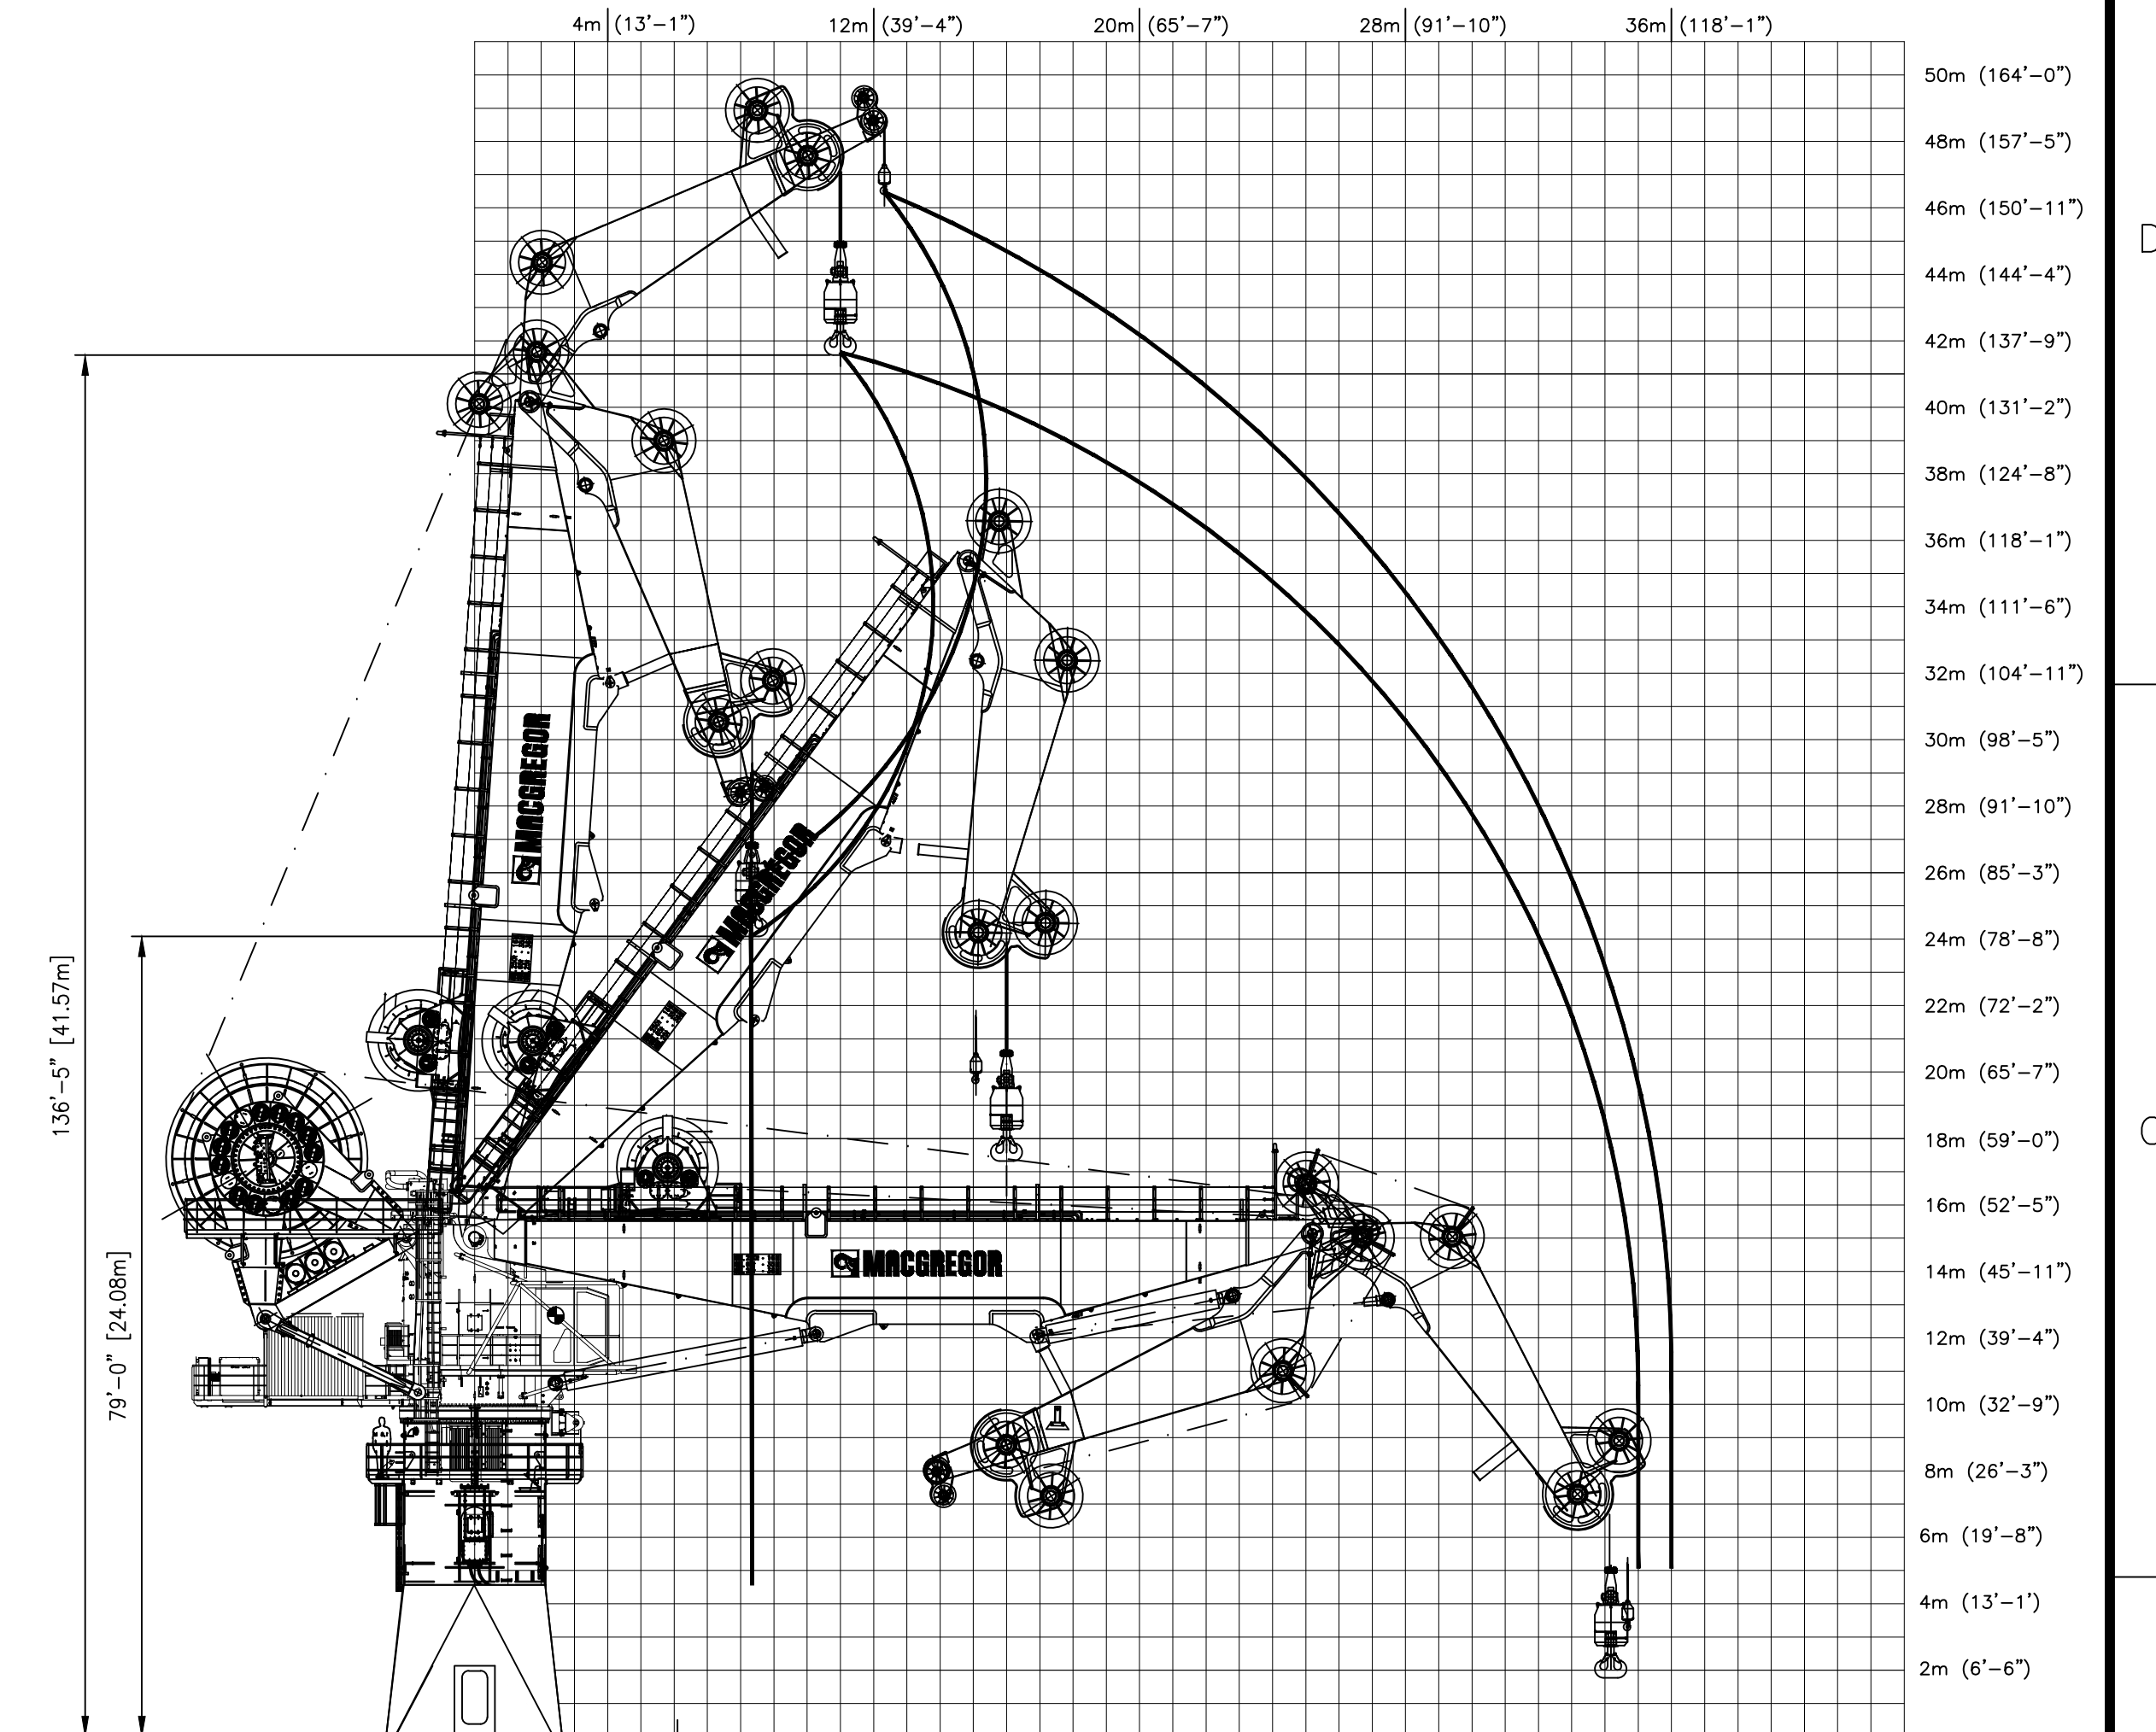 4m (13'-1")
12m (39'-4")
20m (65'-7")
28m (91'-10")
36m (118'-1")
50m (164'-0")
48m (157'-5")
46m (150'-11")
D
44m (144'-4")
42m (137'-9")
40m (131'-2")
38m (124'-8")
36m (118'-1")
34m (111'-6")
32m (104'-11")
30m (98'-5")
28m (91'-10")
26m (85'-3")
24m (78'-8")
22m (72'-2")
20m (65'-7")
18m (59'-0")
16m (52'-5")
14m (45'-11")
12m (39'-4")
10m (32'-9")
8m (26'-3")
6m (19'-8")
4m (13'-1')
2m (6'-6")
136'-5" [41.57m]
79'-0" [24.08m]
MACGREGOR
MACGREGOR
MACGREGOR